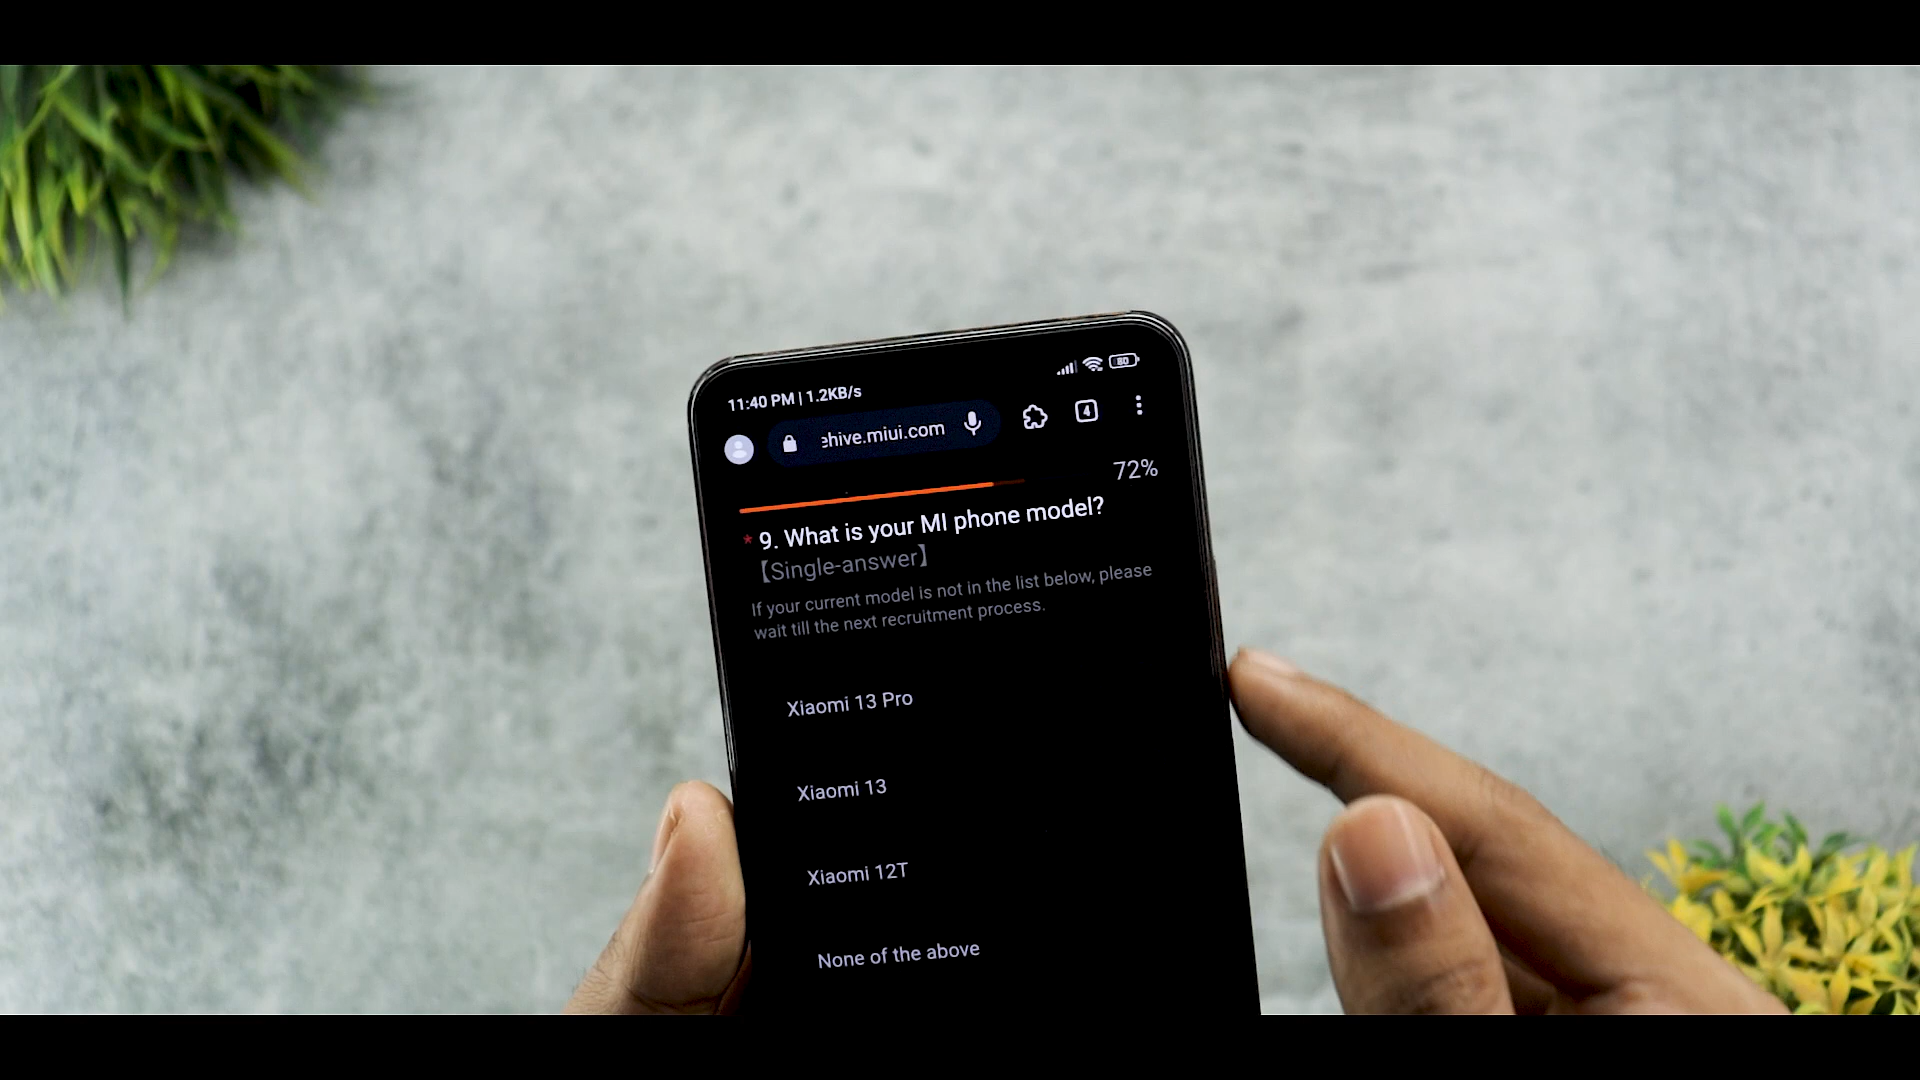 11:40 PM | 1.2KB/s
80
ehive.miui.com
4
72%
* 9. What is your MI phone model?
【Single-answer】
If your current model is not in the list below, please
wait till the next recruitment process.
Xiaomi 13 Pro
Xiaomi 13
Xiaomi 12T
None of the above